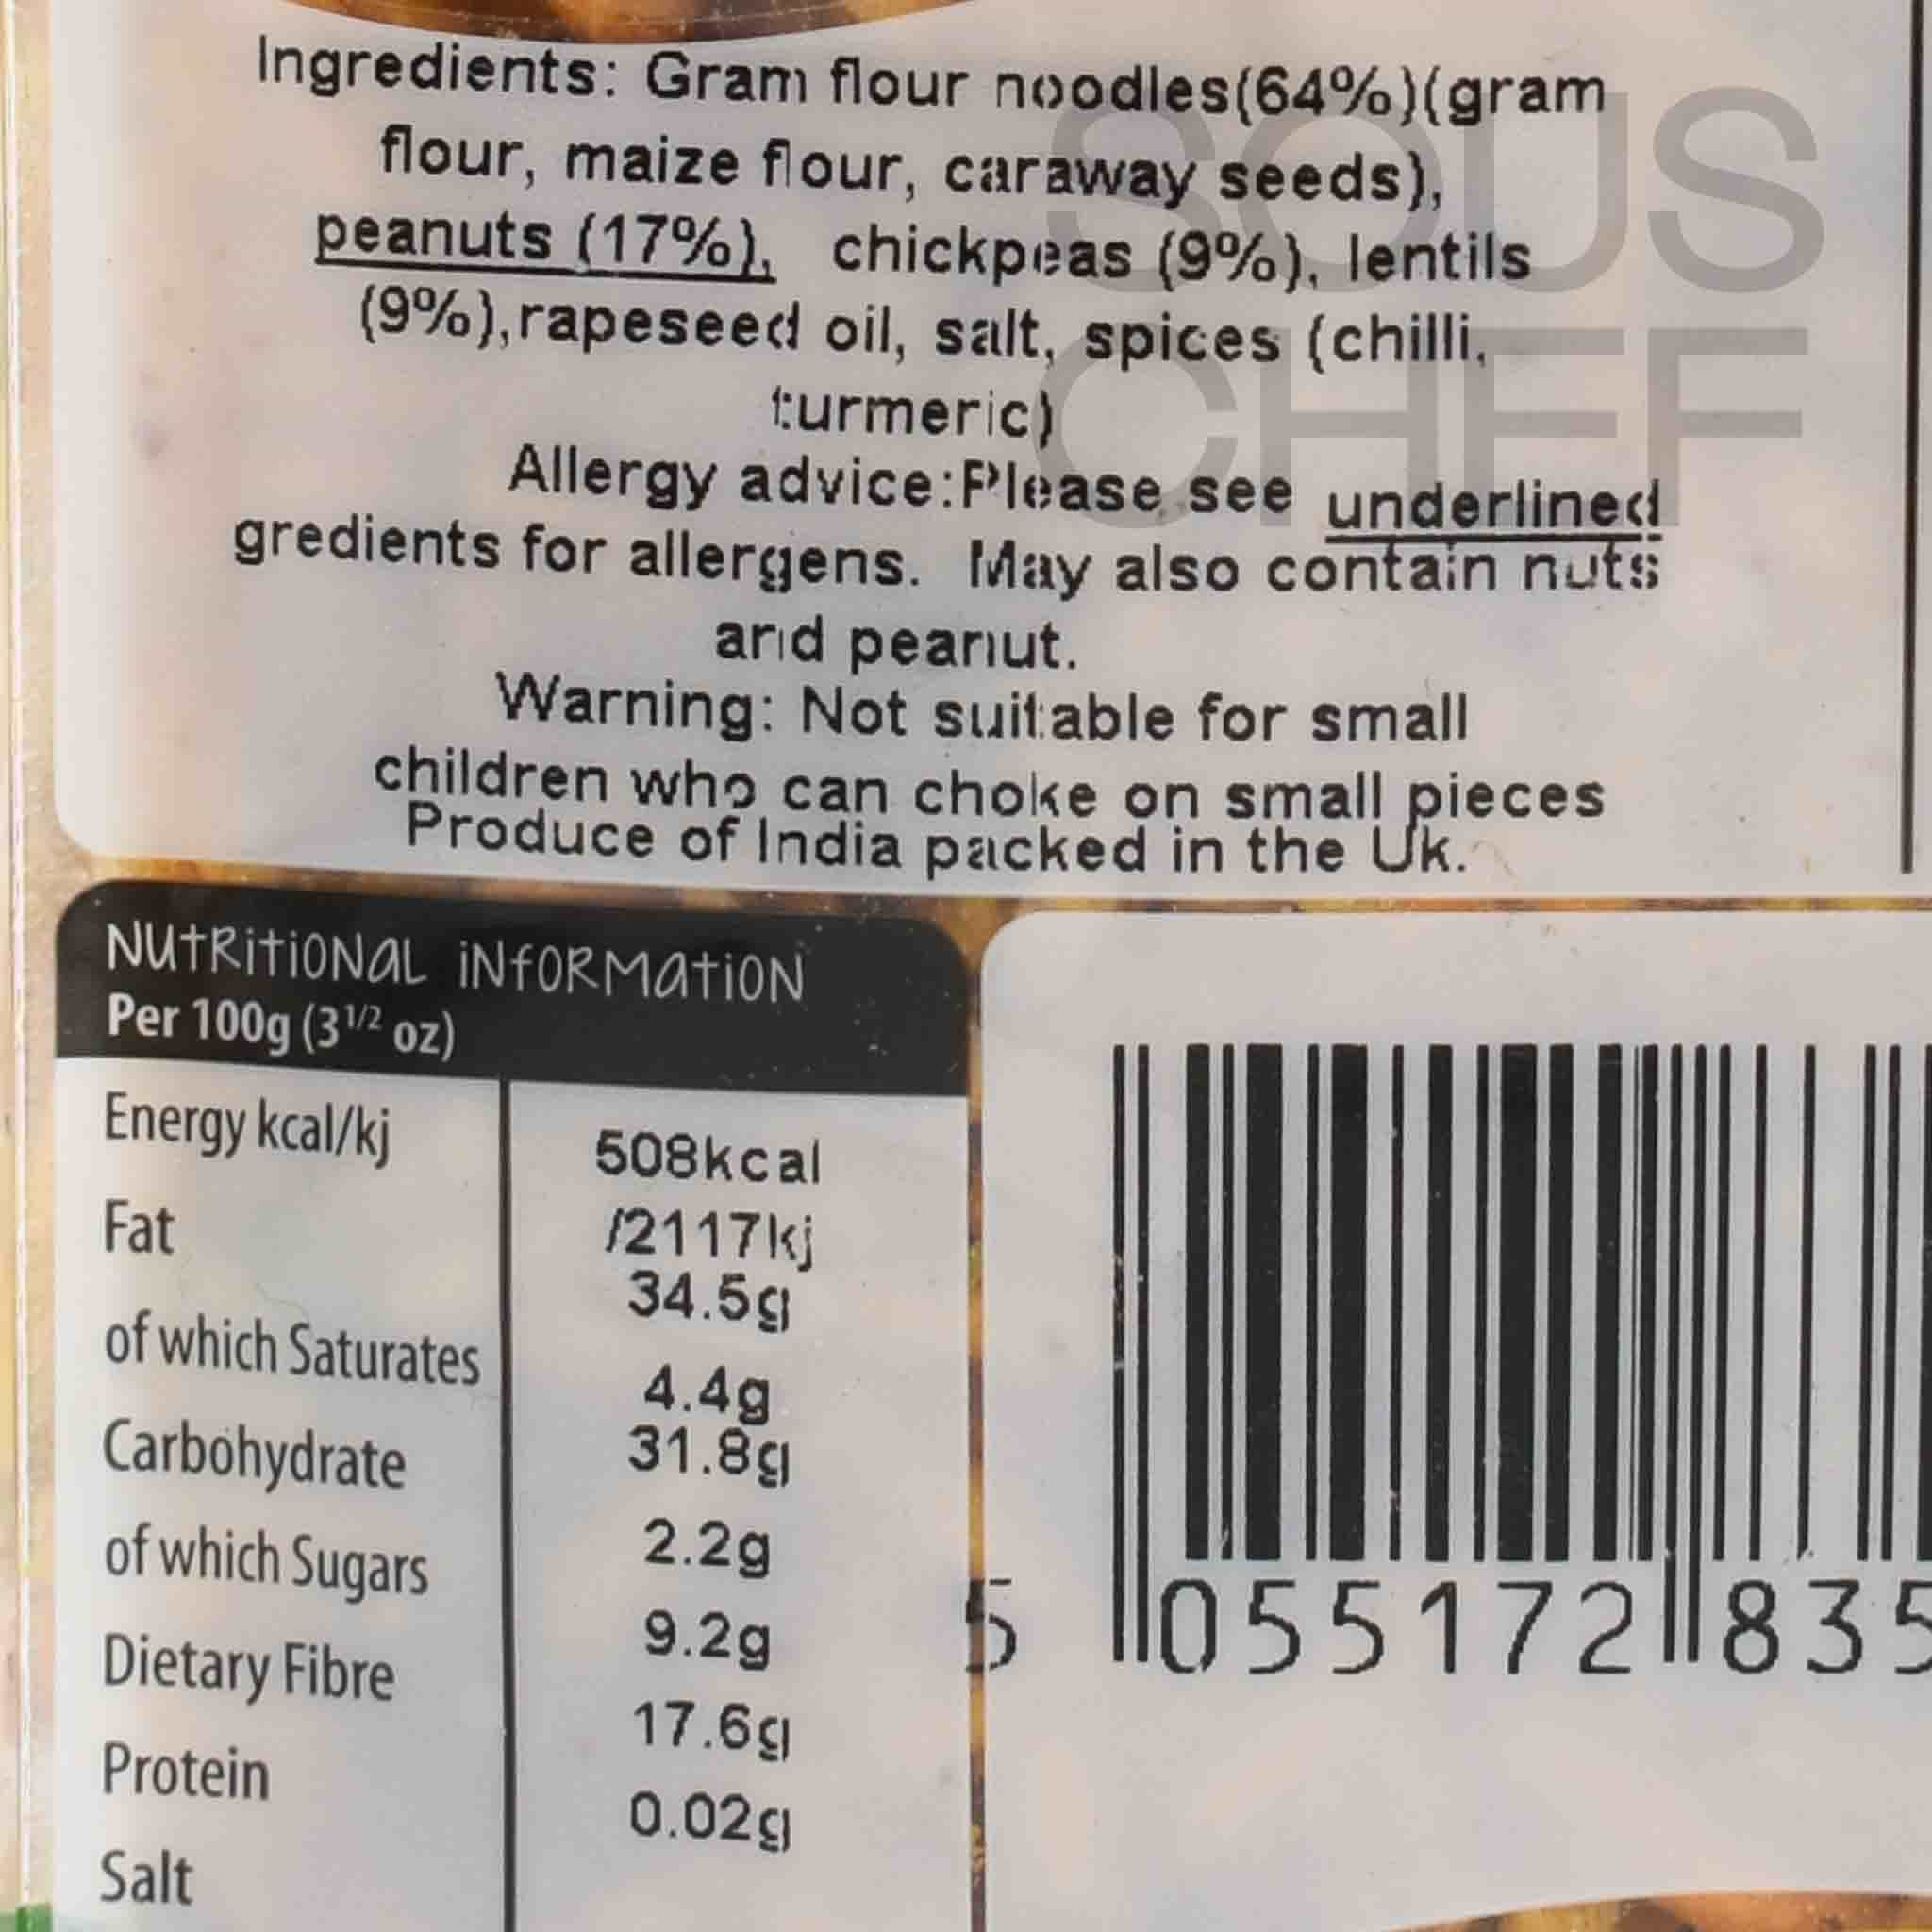 Ingredients: Gram flour noodles(64%)(gram
flour, maize flour, caraway seeds),
peanuts (17%), chickpeas (9%), lentils
(9%),rapeseed oil, salt, spices (chilli,
turmeric)
Allergy advice:Please see underlined
gredients for allergens. May also contain nuts
and peanut.
Warning: Not suitable for small
children who can choke on small pieces
Produce of India packed in the Uk.
SOUS
CHEF
NUtRitiONaL iNfORMatiON
Per 100g (3 1/2 oz)
Energy kcal/kj 508kcal
/2117kj
Fat 34.5g
of which Saturates 4.4g
Carbohydrate 31.8g
of which Sugars 2.2g
Dietary Fibre 9.2g
Protein 17.6g
Salt 0.02g
5 055172 835